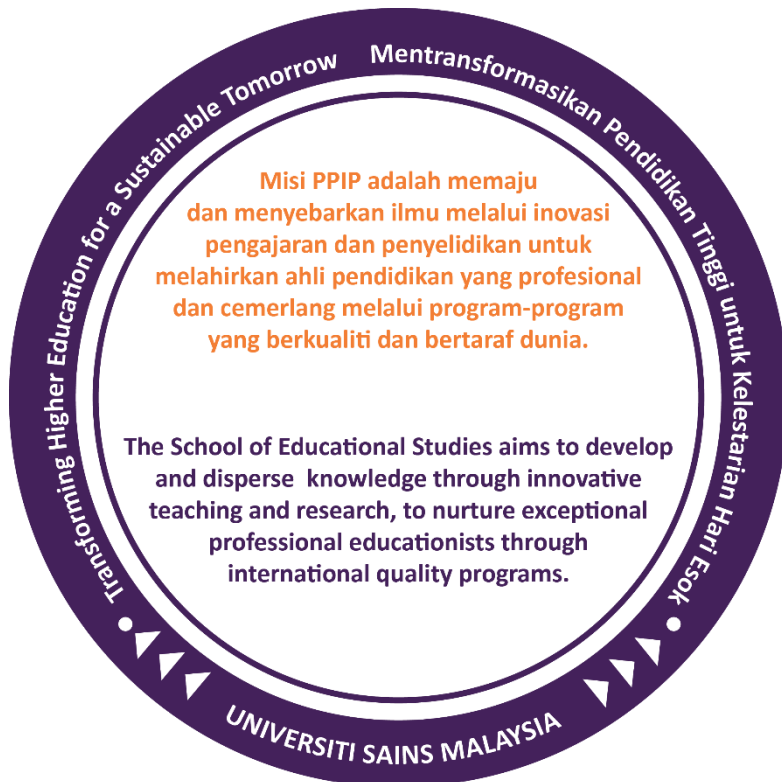 Transforming Higher Education for a Sustainable Tomorrow
Mentransformasikan Pendidikan Tinggi untuk Kelestarian Hari Esok
Misi PPIP adalah memaju
dan menyebarkan ilmu melalui inovasi
pengajaran dan penyelidikan untuk
melahirkan ahli pendidikan yang profesional
dan cemerlang melalui program-program
yang berkualiti dan bertaraf dunia.
The School of Educational Studies aims to develop
and disperse knowledge through innovative
teaching and research, to nurture exceptional
professional educationists through
international quality programs.
UNIVERSITI SAINS MALAYSIA